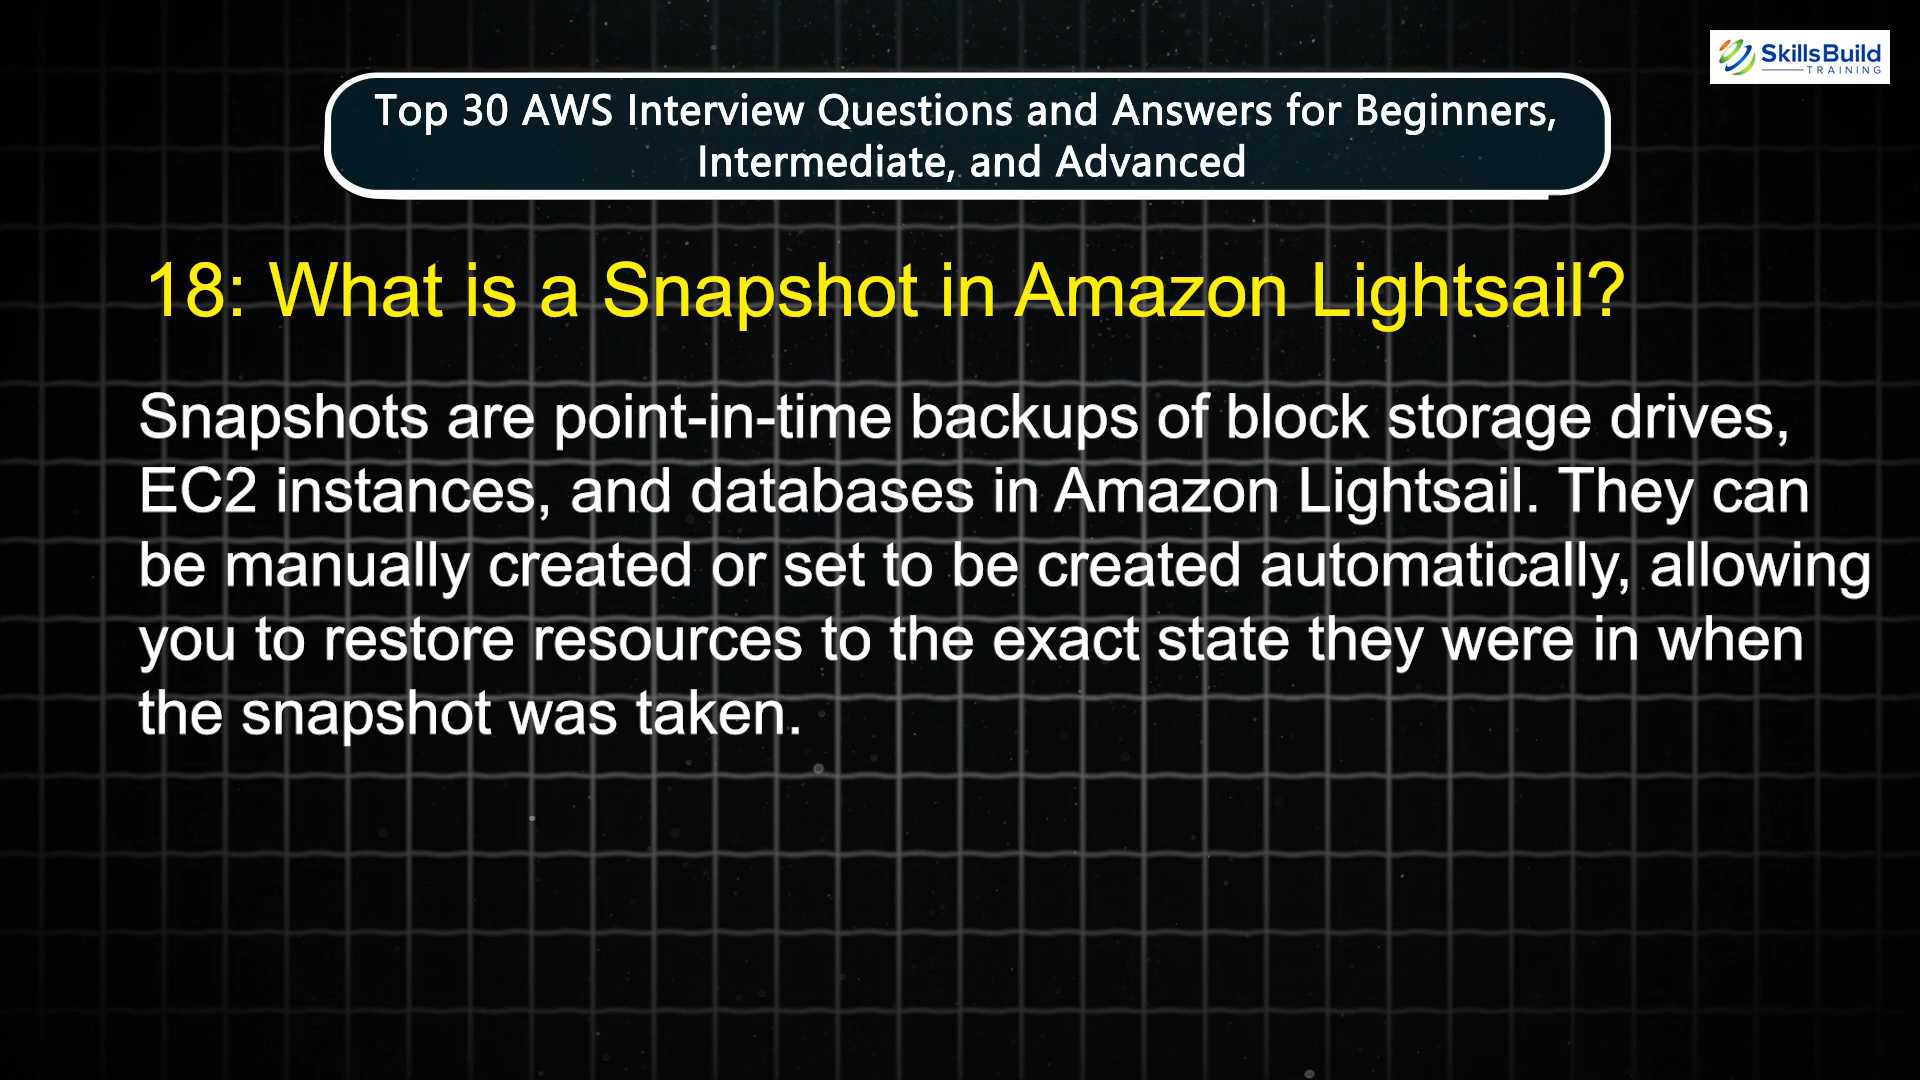 SkillsBuild
TRAINING
Top 30 AWS Interview Questions and Answers for Beginners,
Intermediate, and Advanced
18: What is a Snapshot in Amazon Lightsail?
Snapshots are point-in-time backups of block storage drives,
EC2 instances, and databases in Amazon Lightsail. They can
be manually created or set to be created automatically, allowing
you to restore resources to the exact state they were in when
the snapshot was taken.